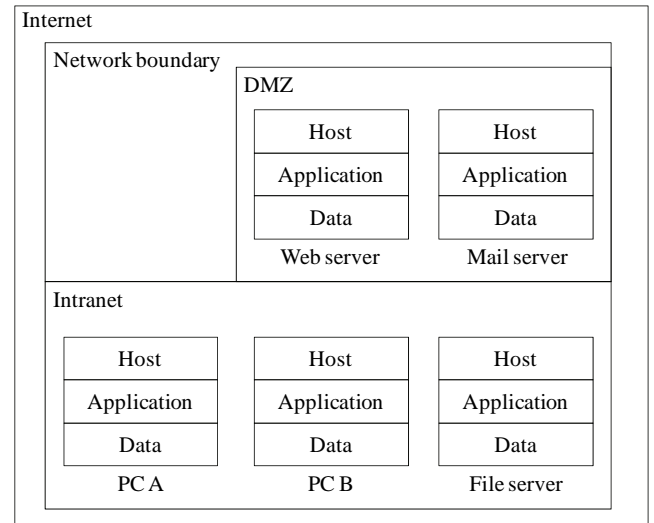 Internet
Network boundary
DMZ
Host
Host
Application
Application
Data
Data
Web server
Mail server
Intranet
Host
Host
Host
Application
Application
Application
Data
Data
Data
PC A
PC B
File server